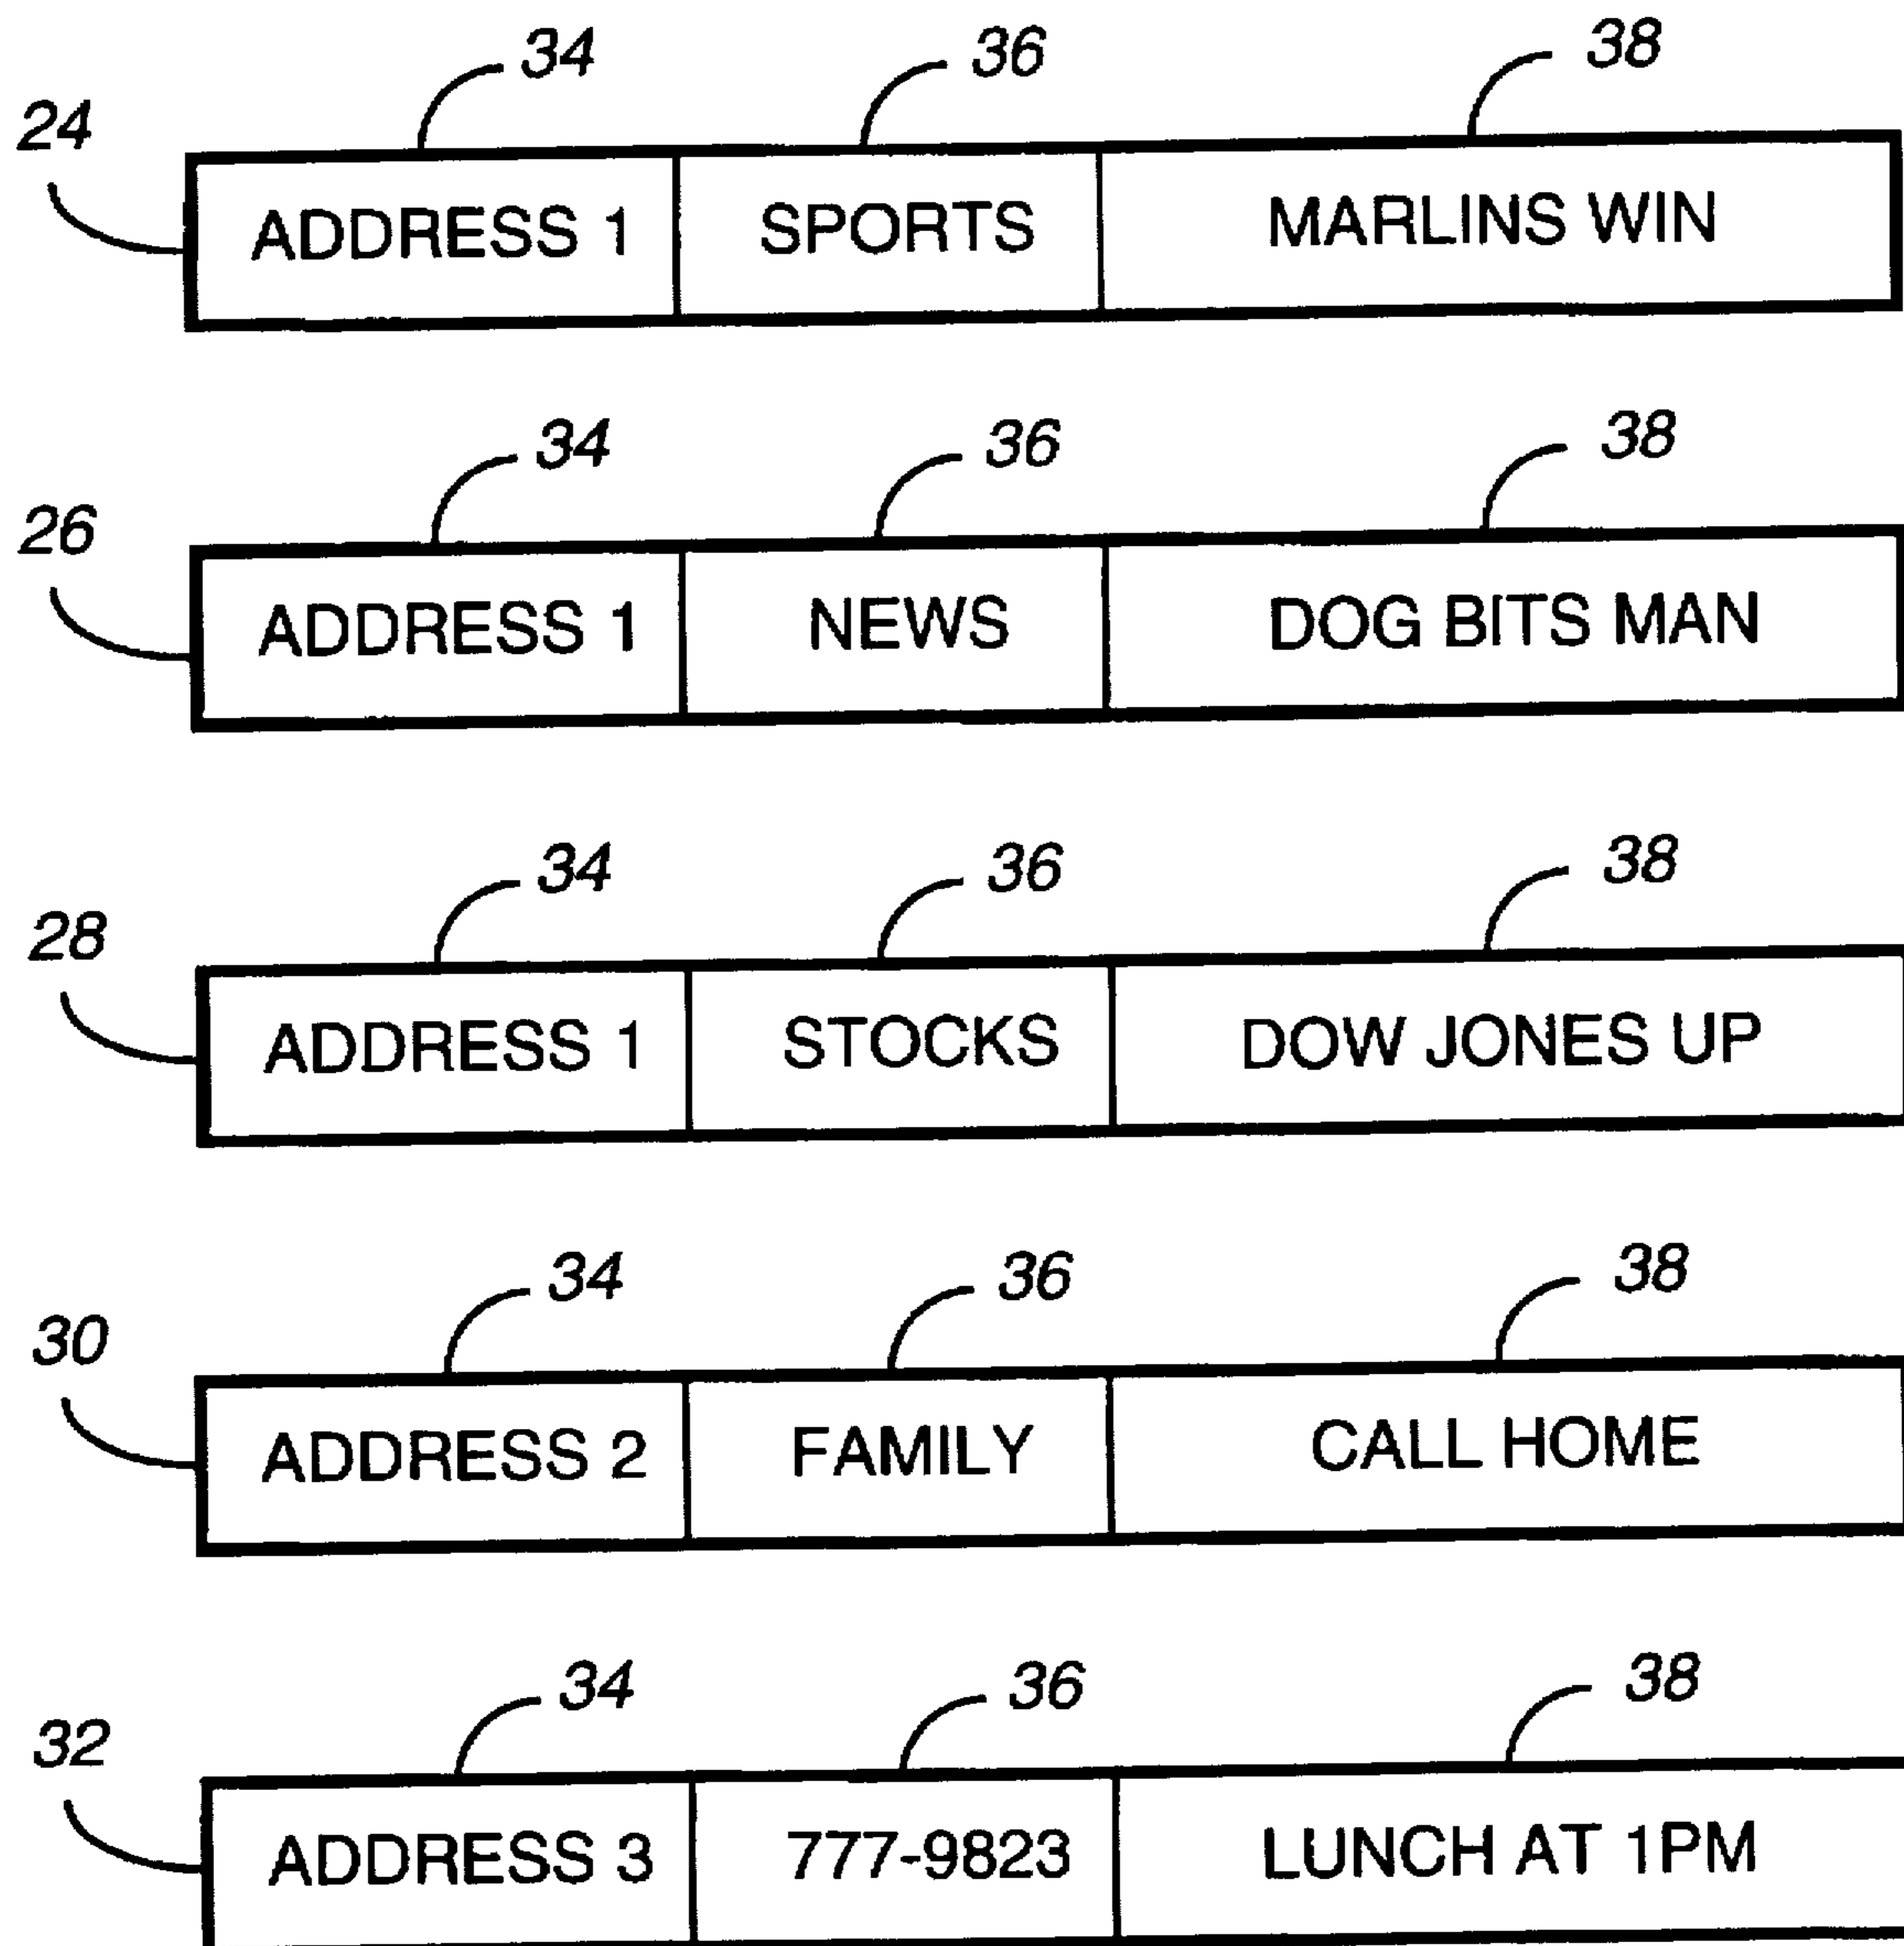 34 36 38
24
ADDRESS 1 SPORTS MARLINS WIN
34 36 38
26
ADDRESS 1 NEWS DOG BITS MAN
34 36 38
28
ADDRESS 1 STOCKS DOW JONES UP
34 36 38
30
ADDRESS 2 FAMILY CALL HOME
34 36 38
32
ADDRESS 3 777-9823 LUNCH AT 1PM